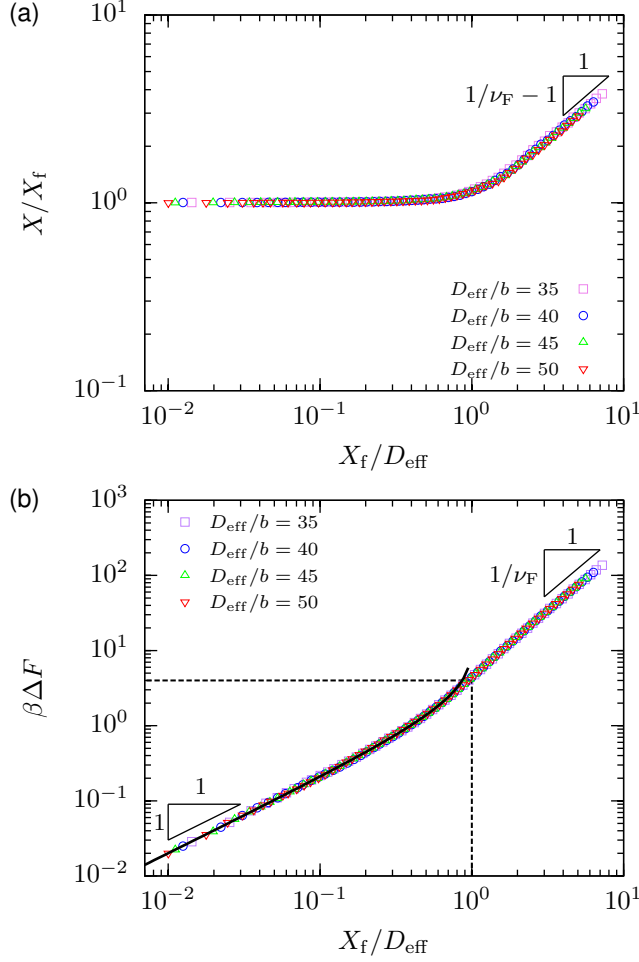 (a)
10^1
1
1/ν_F − 1
X/X_f
10^0
D_eff/b = 35
D_eff/b = 40
D_eff/b = 45
D_eff/b = 50
10^−1
10^−2 10^−1 10^0 10^1
X_f/D_eff
(b)
10^3
D_eff/b = 35
D_eff/b = 40
D_eff/b = 45
D_eff/b = 50
1
1/ν_F
10^2
10^1
βΔF
10^0
1
10^−1
1
10^−2
10^−2 10^−1 10^0 10^1
X_f/D_eff